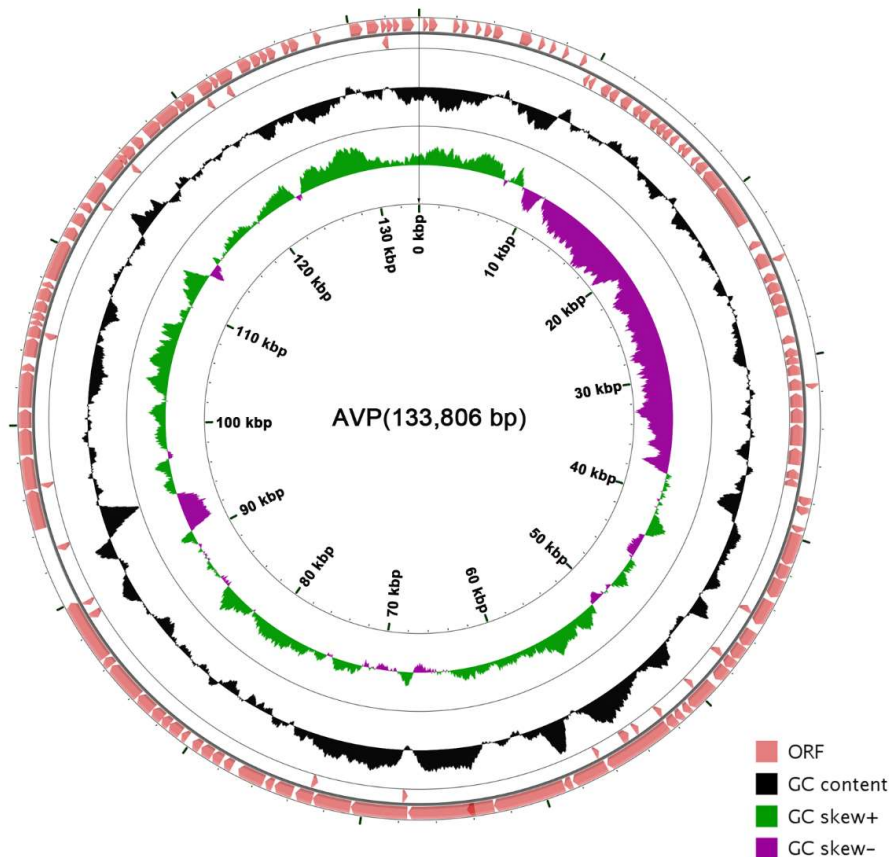 0 kbp
10 kbp
20 kbp
30 kbp
40 kbp
50 kbp
60 kbp
70 kbp
80 kbp
90 kbp
100 kbp
110 kbp
120 kbp
130 kbp
AVP(133,806 bp)
ORF
GC content
GC skew+
GC skew-